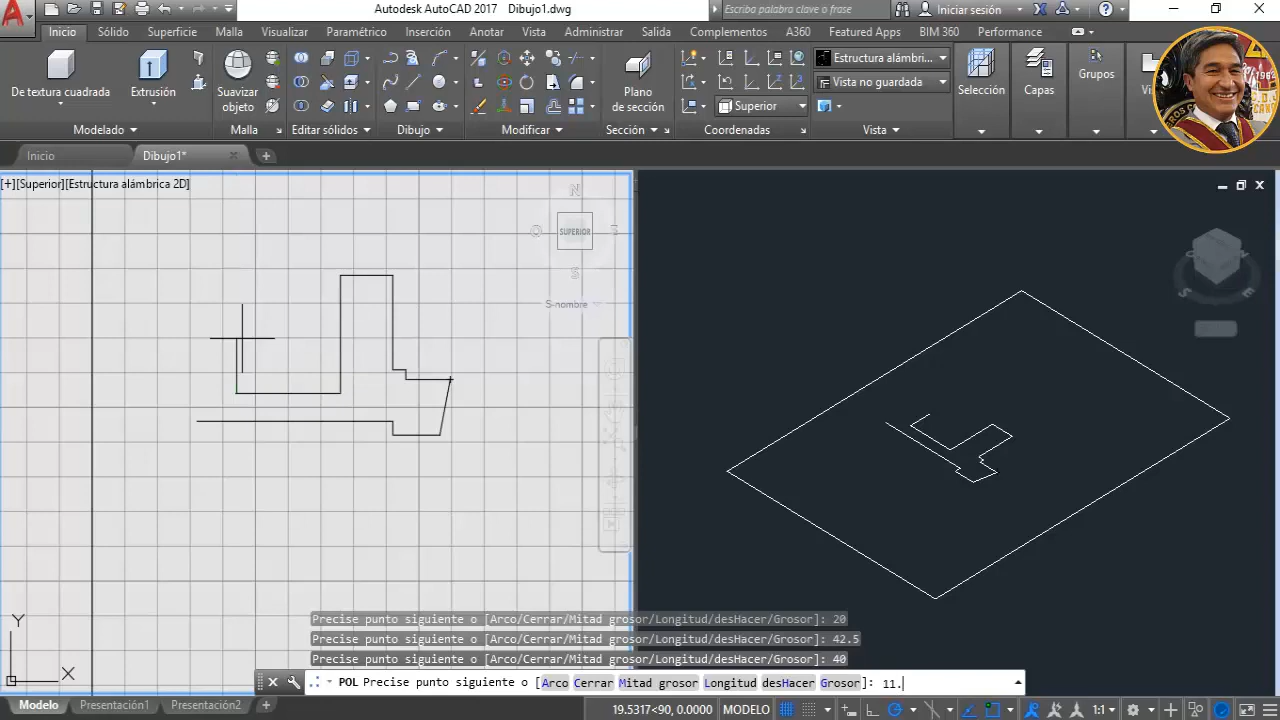 Autodesk AutoCAD 2017 Dibujo1.dwg
Escriba palabra clave o frase
Iniciar sesión
Inicio Sólido Superficie Malla Visualizar Paramétrico Inserción Anotar Vista Administrar Salida Complementos A360 Featured Apps BIM 360 Performance
De textura cuadrada
Extrusión
Suavizar objeto
Plano de sección
Estructura alámbri...
Vista no guardada
Superior
Selección
Capas
Grupos
Modelado Malla Editar sólidos Dibujo Modificar Sección Coordenadas Vista
Inicio Dibujo1*
[+][Superior][Estructura alámbrica 2D]
N
O SUPERIOR
S
S-nombre
S E
Y
X
Precise punto siguiente o [Arco/Cerrar/Mitad grosor/Longitud/desHacer/Grosor]: 20
Precise punto siguiente o [Arco/Cerrar/Mitad grosor/Longitud/desHacer/Grosor]: 42.5
Precise punto siguiente o [Arco/Cerrar/Mitad grosor/Longitud/desHacer/Grosor]: 40
POL Precise punto siguiente o [Arco Cerrar Mitad grosor Longitud desHacer Grosor]: 11.
Modelo Presentación1 Presentación2
19.5317<90, 0.0000 MODELO 1:1